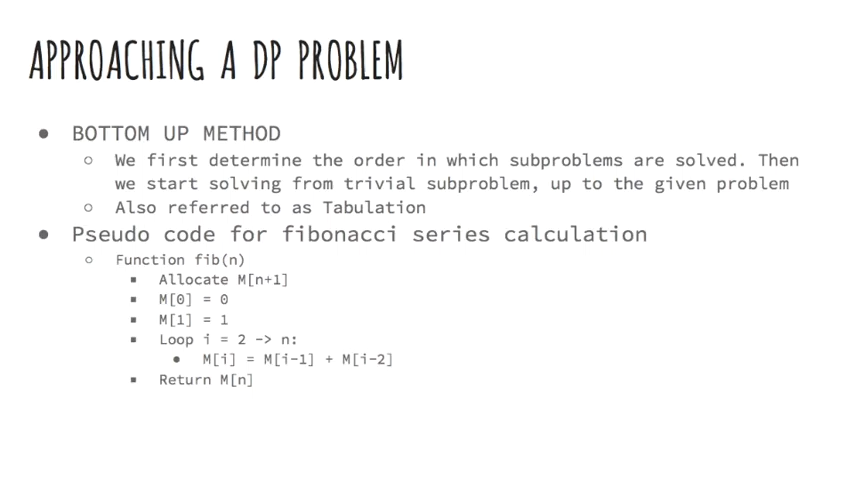 APPROACHING A DP PROBLEM
● BOTTOM UP METHOD
○ We first determine the order in which subproblems are solved. Then
we start solving from trivial subproblem, up to the given problem
○ Also referred to as Tabulation
● Pseudo code for fibonacci series calculation
○ Function fib(n)
■ Allocate M[n+1]
■ M[0] = 0
■ M[1] = 1
■ Loop i = 2 -> n:
● M[i] = M[i-1] + M[i-2]
■ Return M[n]